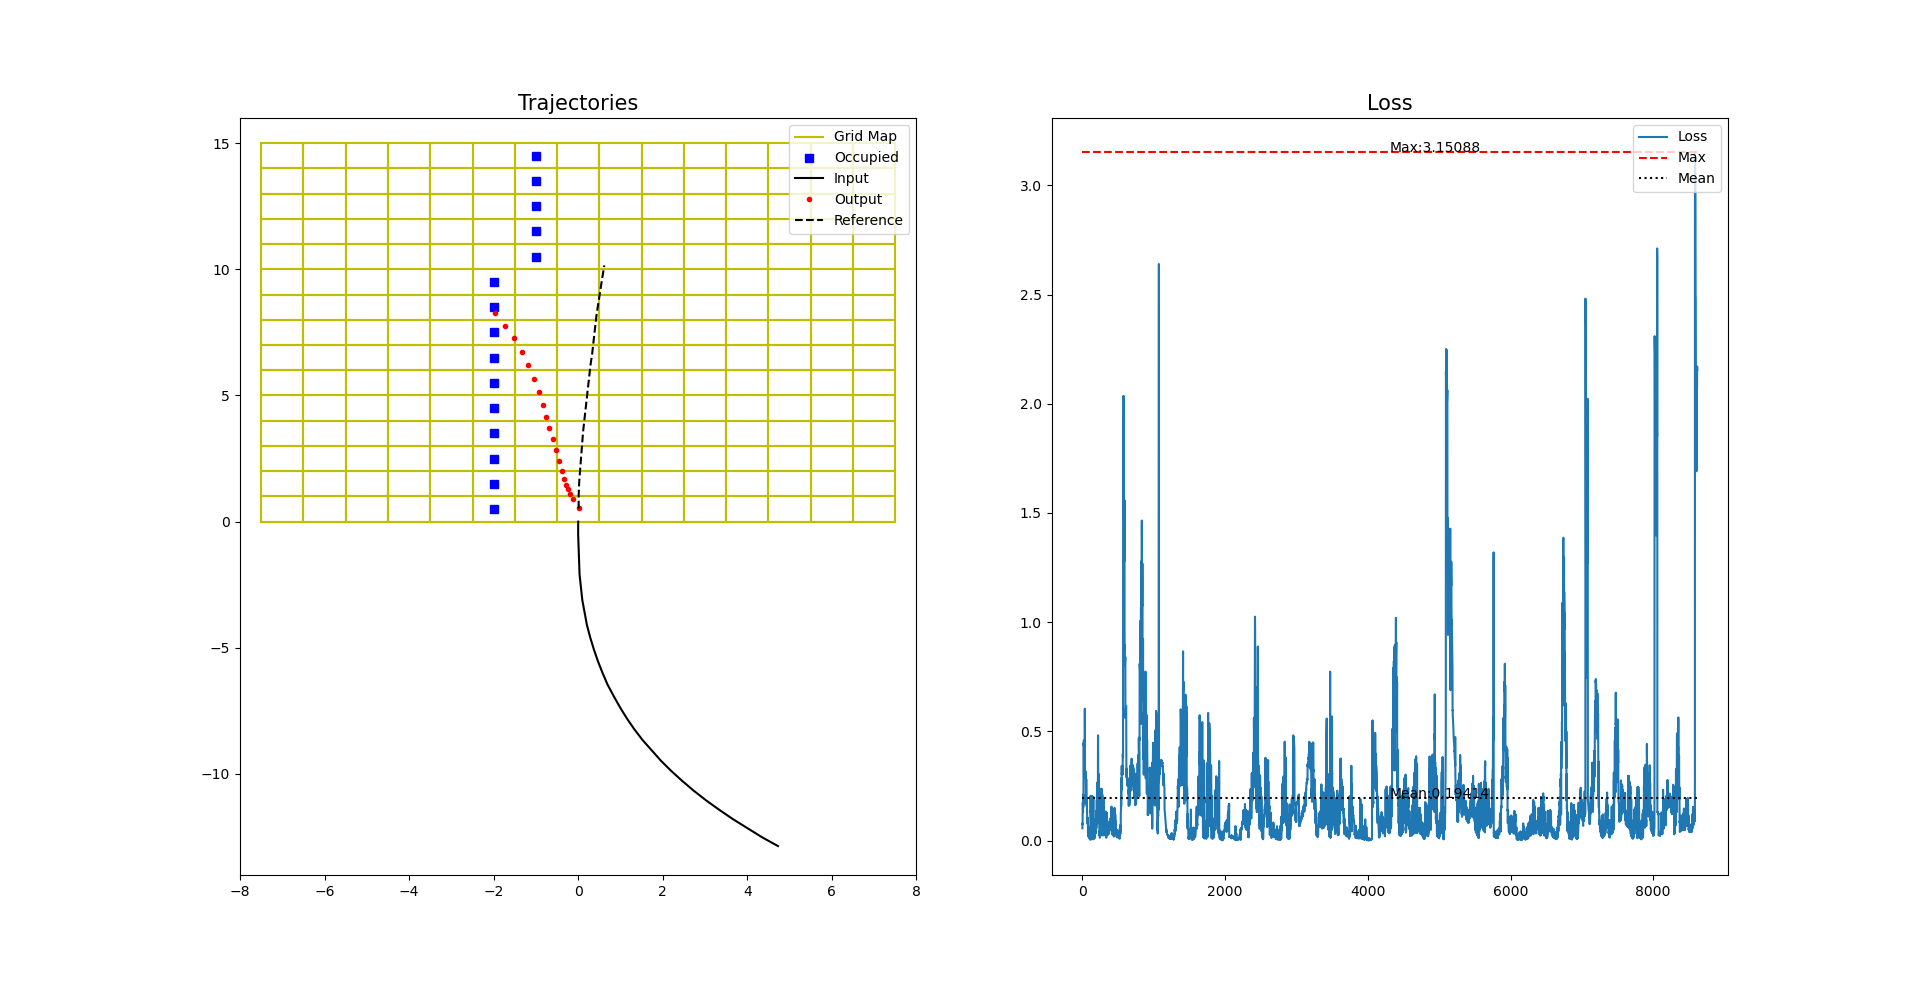 Trajectories
Grid Map
Occupied
Input
Output
Reference
15
10
5
0
−5
−10
−8
−6
−4
−2
0
2
4
6
8
Loss
Loss
Max
Mean
Max:3.15088
Mean:0.19414
3.0
2.5
2.0
1.5
1.0
0.5
0.0
0
2000
4000
6000
8000